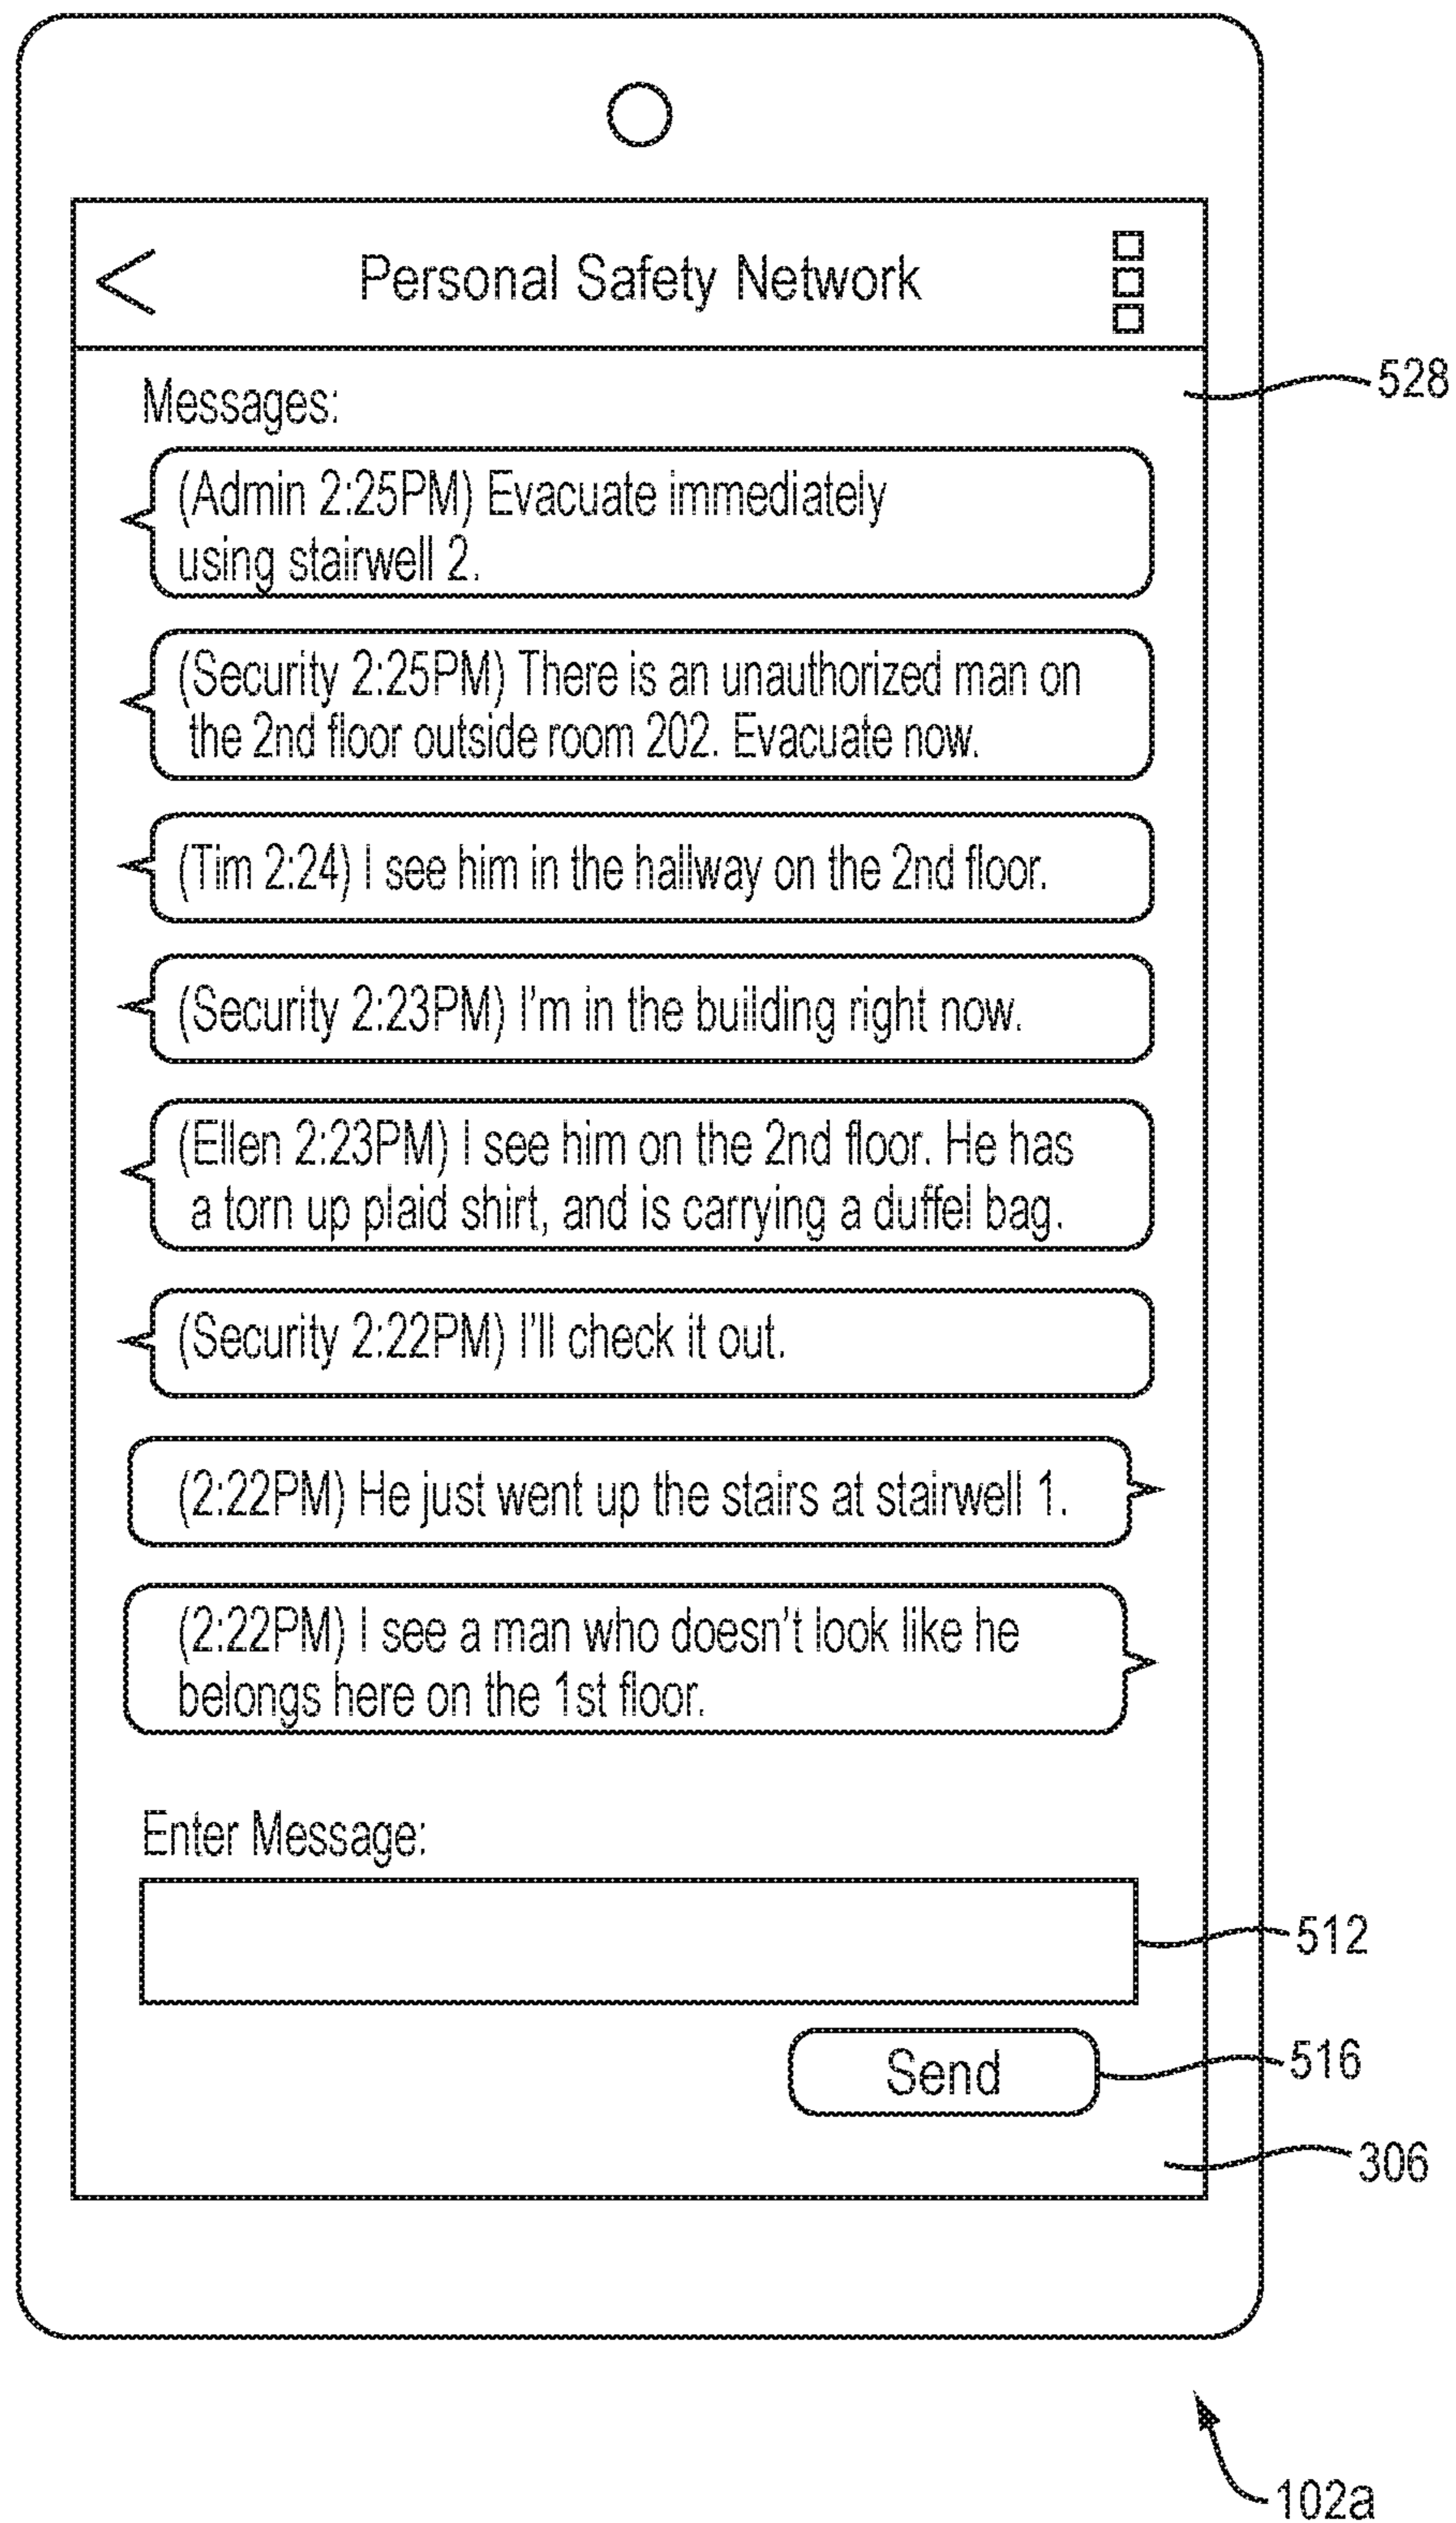 Personal Safety Network
528
Messages:
(Admin 2:25PM) Evacuate immediately
using stairwell 2.
(Security 2:25PM) There is an unauthorized man on
the 2nd floor outside room 202. Evacuate now.
(Tim 2:24) I see him in the hallway on the 2nd floor.
(Security 2:23PM) I'm in the building right now.
(Ellen 2:23PM) I see him on the 2nd floor. He has
a torn up plaid shirt, and is carrying a duffel bag.
(Security 2:22PM) I'll check it out.
(2:22PM) He just went up the stairs at stairwell 1.
(2:22PM) I see a man who doesn't look like he
belongs here on the 1st floor.
Enter Message:
512
Send
516
306
102a